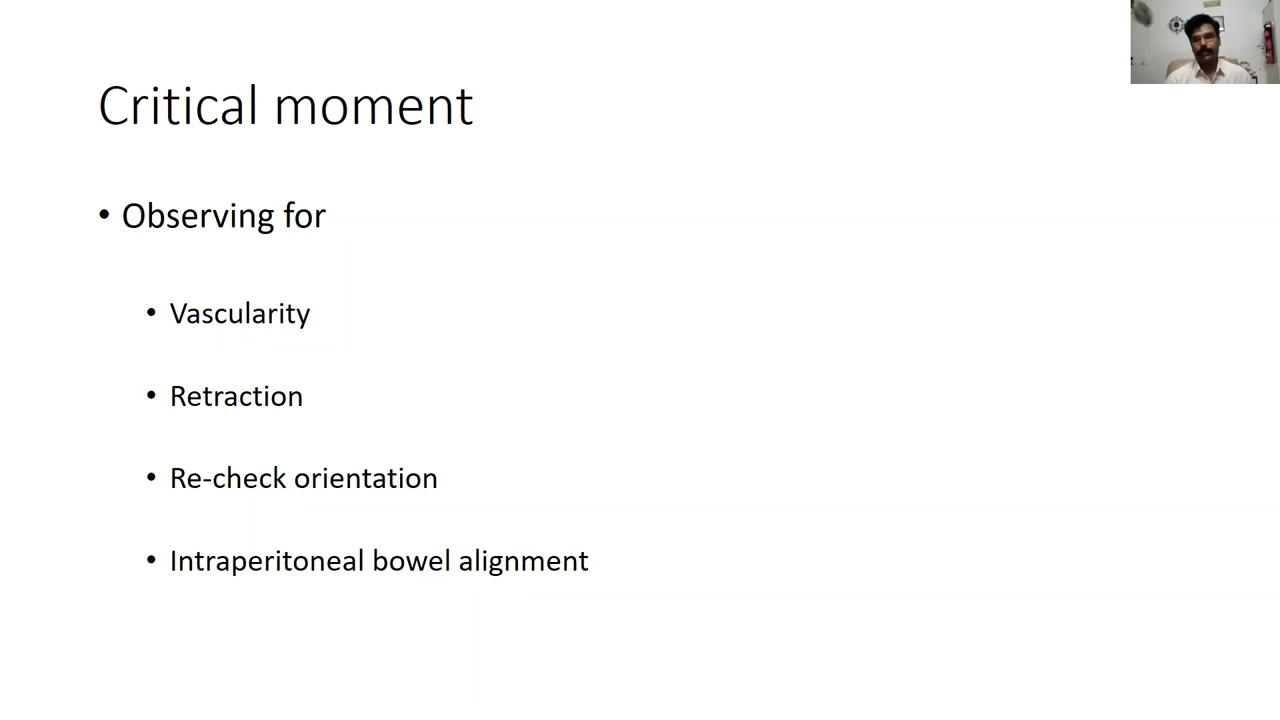 Critical moment
• Observing for
• Vascularity
• Retraction
• Re-check orientation
• Intraperitoneal bowel alignment